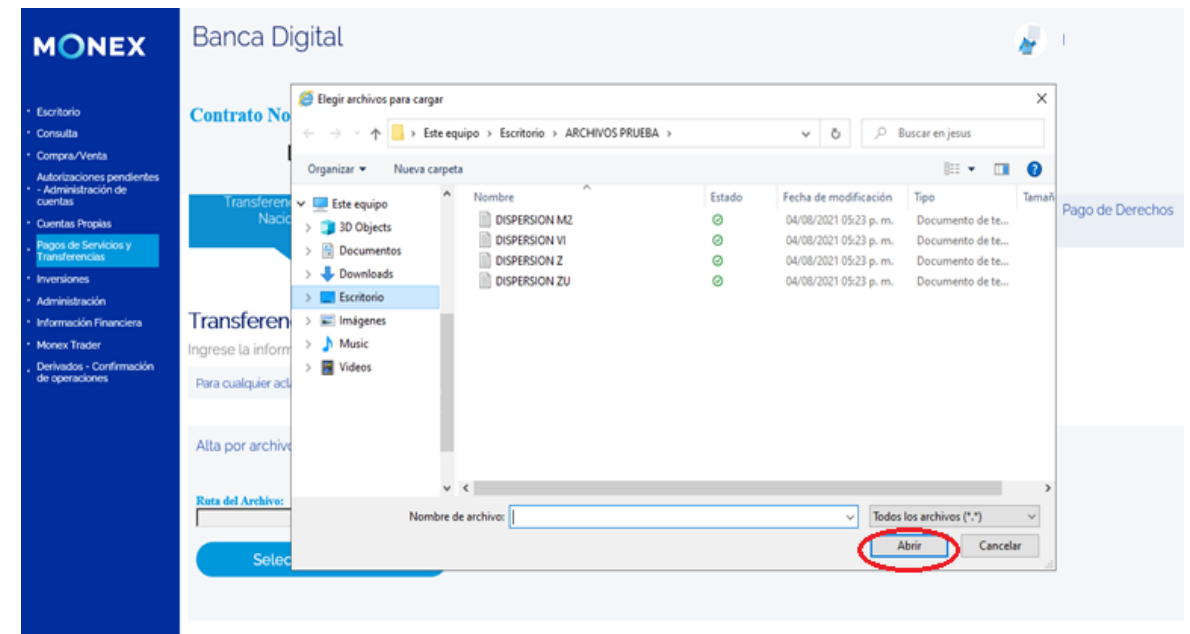 MONEX
Banca Digital
Escritorio
Consulta
Compra/Venta
Autorizaciones pendientes
- Administración de
cuentas
Cuentas Propias
Pagos de Servicios y
Transferencias
Inversiones
Administración
Información Financiera
Monex Trader
Derivados - Confirmación
de operaciones
Contrato No
Transferen
Nacio
Pago de Derechos
Transferen
Ingrese la inform
Para cualquier acl
Alta por archivo
Ruta del Archivo:
Selec
Elegir archivos para cargar
Este equipo > Escritorio > ARCHIVOS PRUEBA >
Buscar en jesus
Organizar
Nueva carpeta
Este equipo
3D Objects
Documentos
Downloads
Escritorio
Imágenes
Music
Videos
Nombre Estado Fecha de modificación Tipo Tamañ
DISPERSION MZ 04/08/2021 05:23 p. m. Documento de te...
DISPERSION VI 04/08/2021 05:23 p. m. Documento de te...
DISPERSION Z 04/08/2021 05:23 p. m. Documento de te...
DISPERSION ZU 04/08/2021 05:23 p. m. Documento de te...
Nombre de archivo:
Todos los archivos (*.*)
Abrir
Cancelar